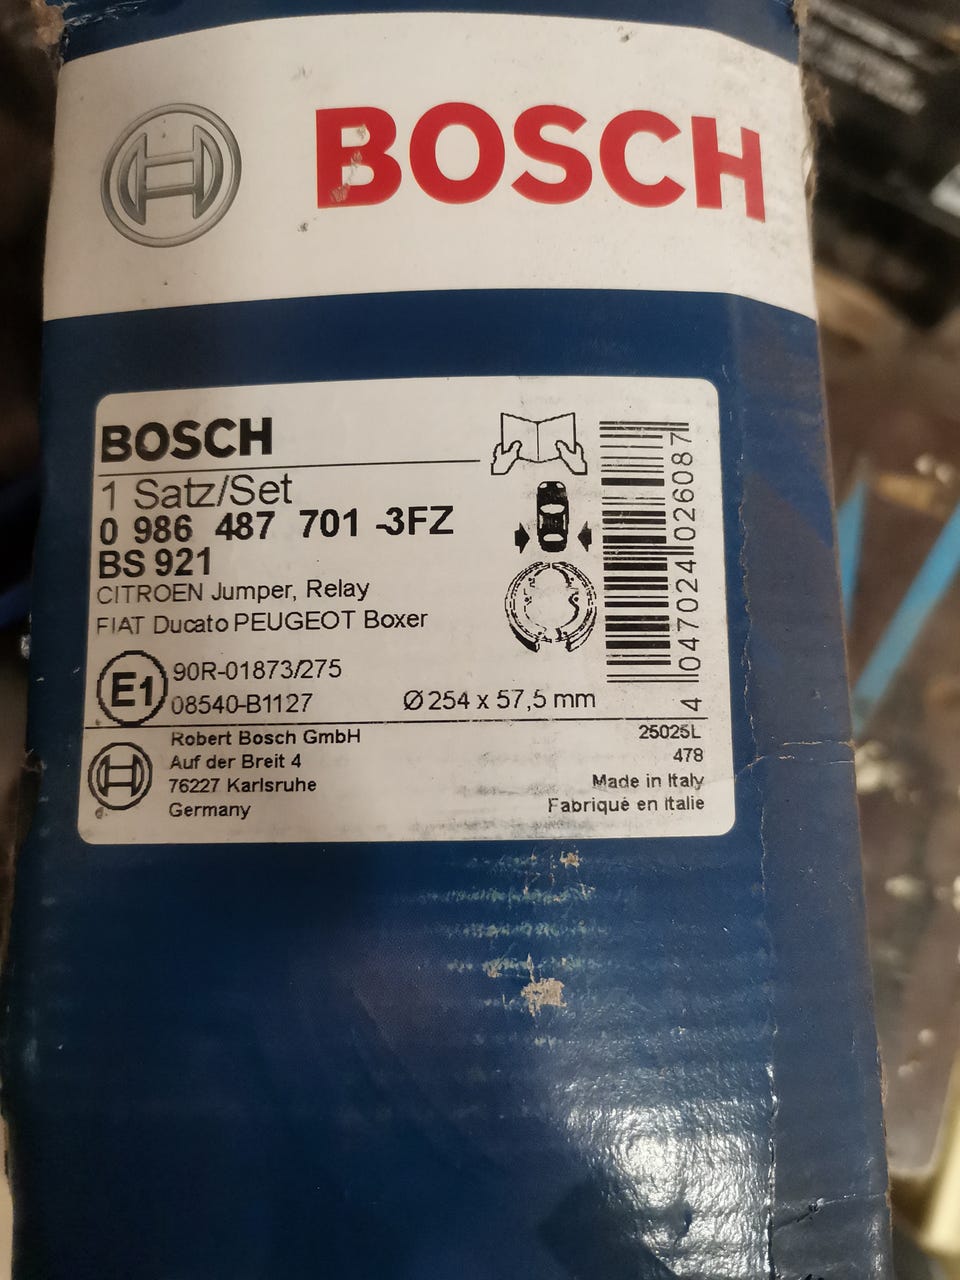 BOSCH
BOSCH
1 Satz/Set
0 986 487 701 -3FZ
BS 921
CITROEN Jumper, Relay
FIAT Ducato PEUGEOT Boxer
E1
90R-01873/275
08540-B1127
Ø 254 x 57,5 mm
4 047024 026087
Robert Bosch GmbH
Auf der Breit 4
76227 Karlsruhe
Germany
25025L
478
Made in Italy
Fabriqué en Italie